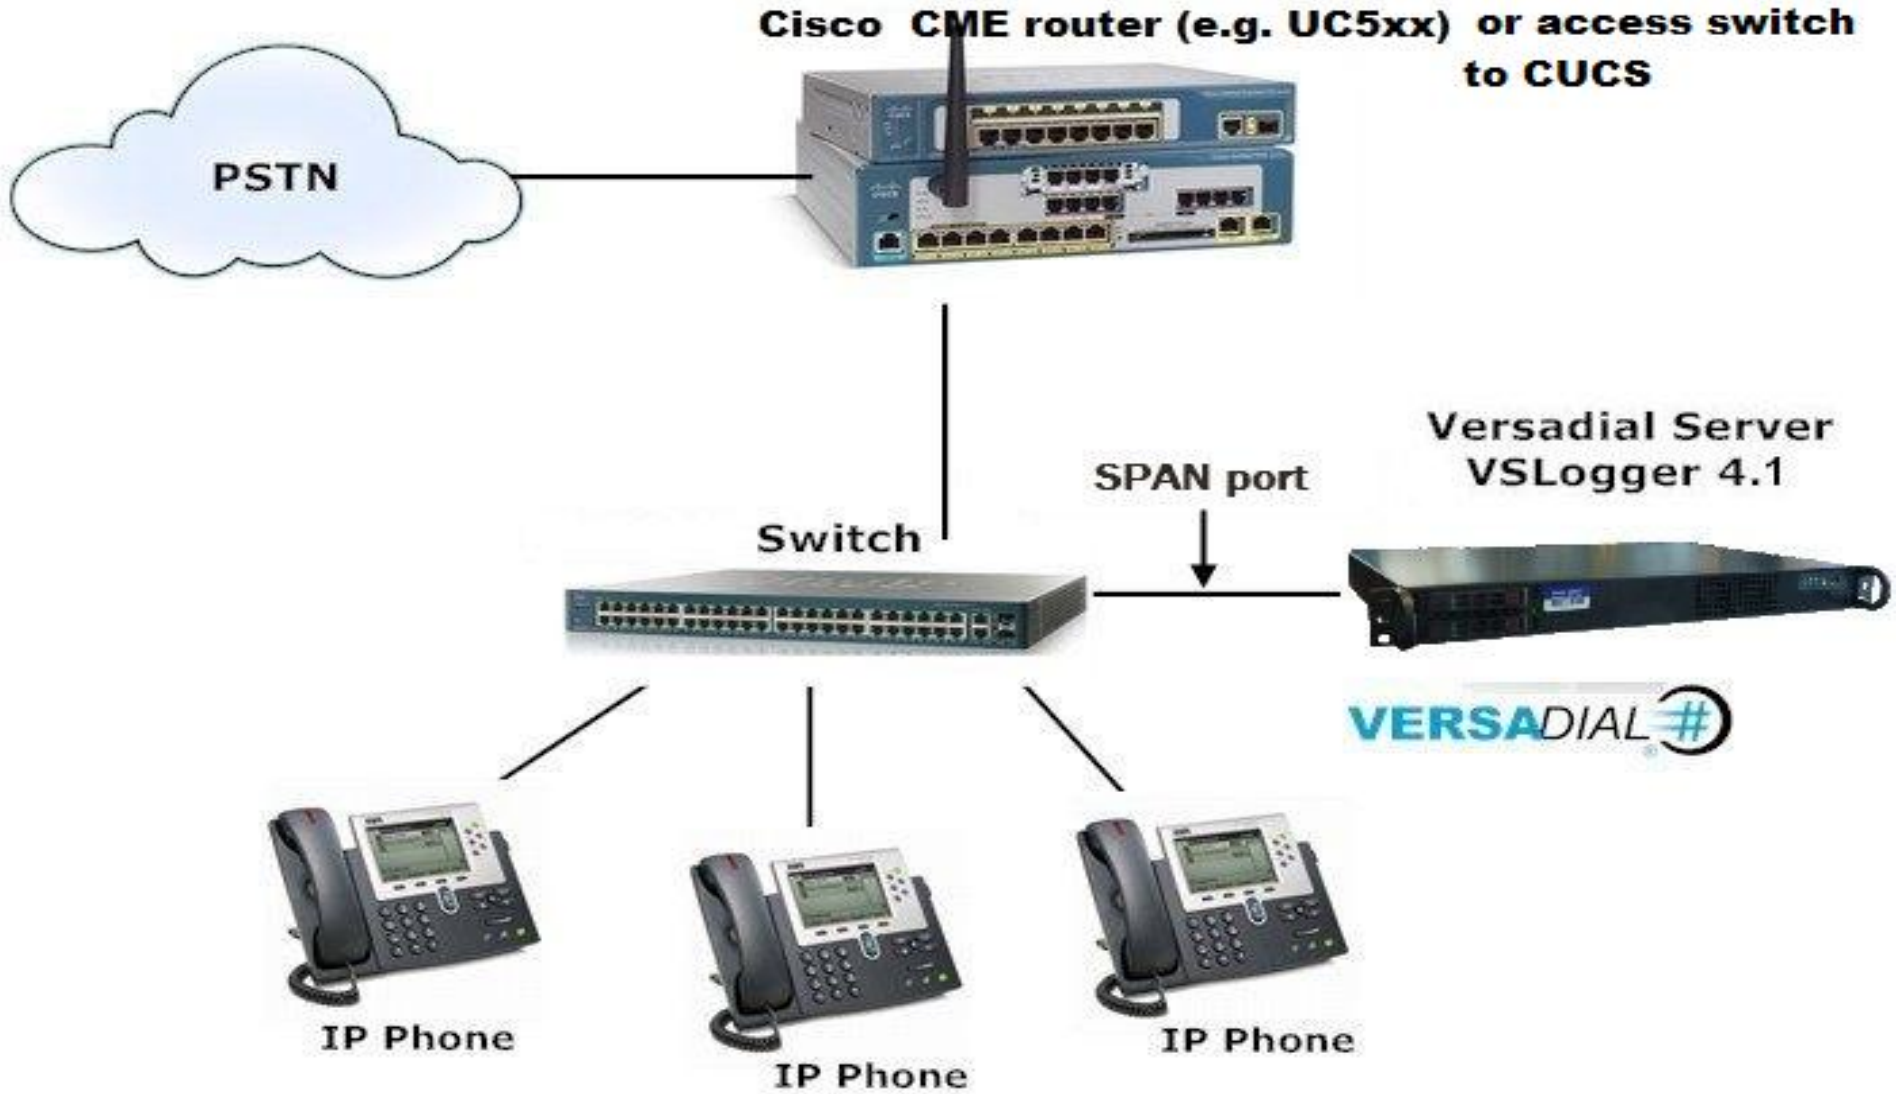 Cisco CME router (e.g. UC5xx) or access switch
to CUCS
PSTN
Versadial Server
VSLogger 4.1
SPAN port
Switch
VERSADIAL #
®
IP Phone
IP Phone
IP Phone